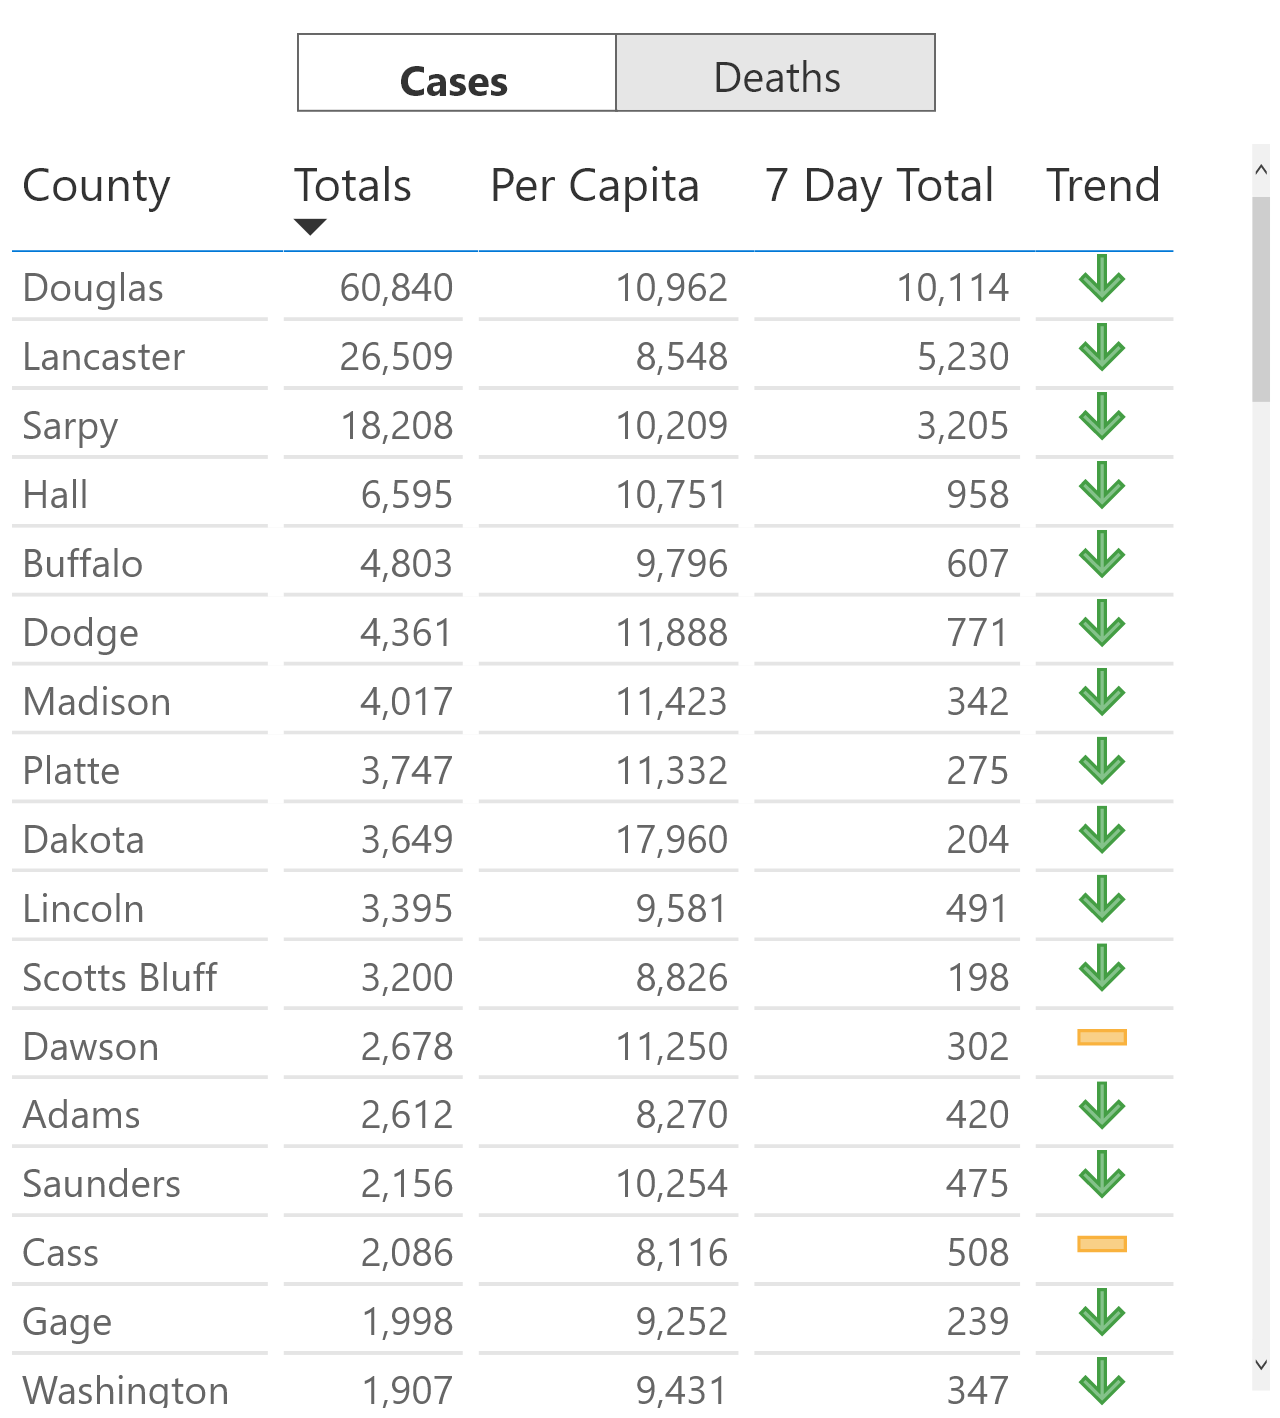 Cases Deaths
County Totals Per Capita 7 Day Total Trend
Douglas 60,840 10,962 10,114
Lancaster 26,509 8,548 5,230
Sarpy 18,208 10,209 3,205
Hall 6,595 10,751 958
Buffalo 4,803 9,796 607
Dodge 4,361 11,888 771
Madison 4,017 11,423 342
Platte 3,747 11,332 275
Dakota 3,649 17,960 204
Lincoln 3,395 9,581 491
Scotts Bluff 3,200 8,826 198
Dawson 2,678 11,250 302
Adams 2,612 8,270 420
Saunders 2,156 10,254 475
Cass 2,086 8,116 508
Gage 1,998 9,252 239
Washington 1,907 9,431 347